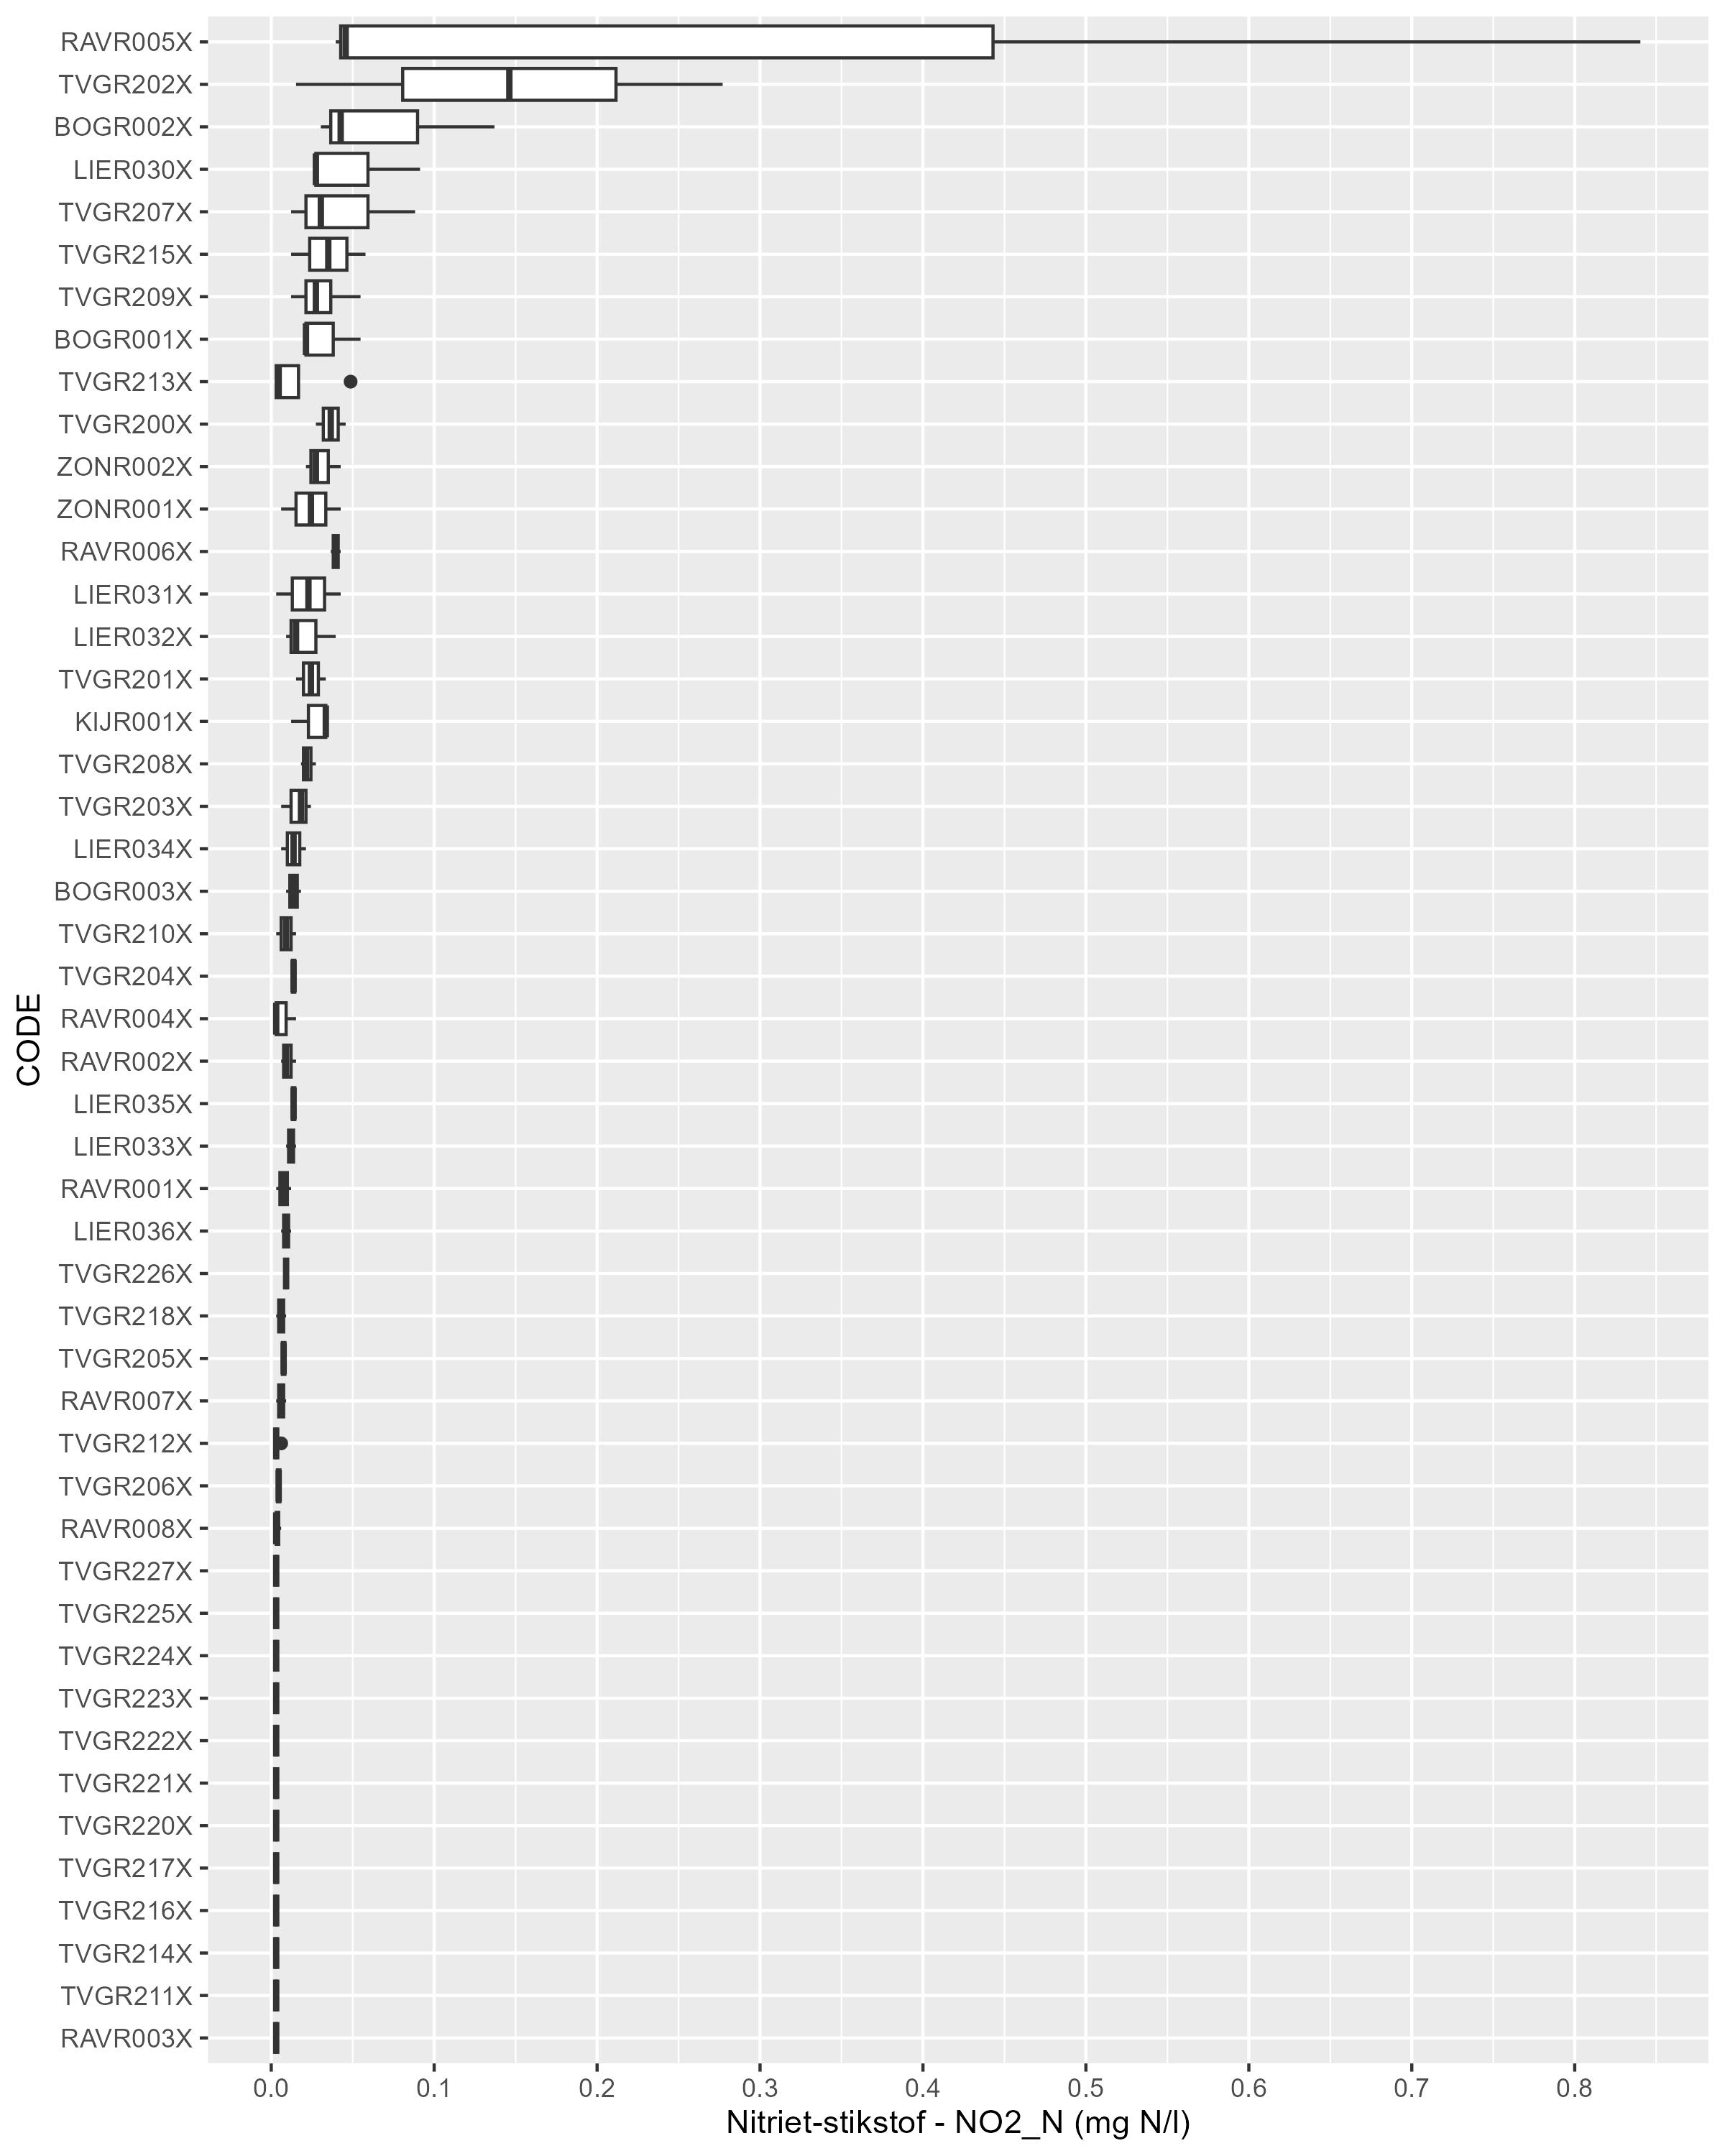 RAVR005X
TVGR202X
BOGR002X
LIER030X
TVGR207X
TVGR215X
TVGR209X
BOGR001X
TVGR213X
TVGR200X
ZONR002X
ZONR001X
RAVR006X
LIER031X
LIER032X
TVGR201X
KIJR001X
TVGR208X
TVGR203X
LIER034X
BOGR003X
TVGR210X
TVGR204X
RAVR004X
RAVR002X
LIER035X
LIER033X
RAVR001X
LIER036X
TVGR226X
TVGR218X
TVGR205X
RAVR007X
TVGR212X
TVGR206X
RAVR008X
TVGR227X
TVGR225X
TVGR224X
TVGR223X
TVGR222X
TVGR221X
TVGR220X
TVGR217X
TVGR216X
TVGR214X
TVGR211X
RAVR003X
CODE
0.0 0.1 0.2 0.3 0.4 0.5 0.6 0.7 0.8
Nitriet-stikstof - NO2_N (mg N/l)